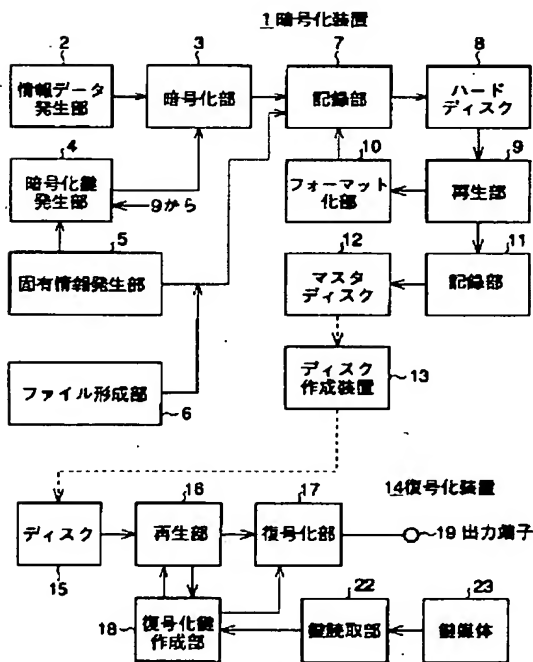 1 暗号化装置
2
3
7
8
情報データ
発生部
暗号化部
記録部
ハード
ディスク
4
10
9
暗号化鍵
発生部
9から
フォーマット
化部
再生部
5
12
11
固有情報発生部
マスタ
ディスク
記録部
ファイル形成部
6
ディスク
作成装置
13
16
17
14 復号化装置
ディスク
再生部
復号化部
19 出力端子
15
22
23
18
復号化鍵
作成部
鍵読取部
鍵媒体